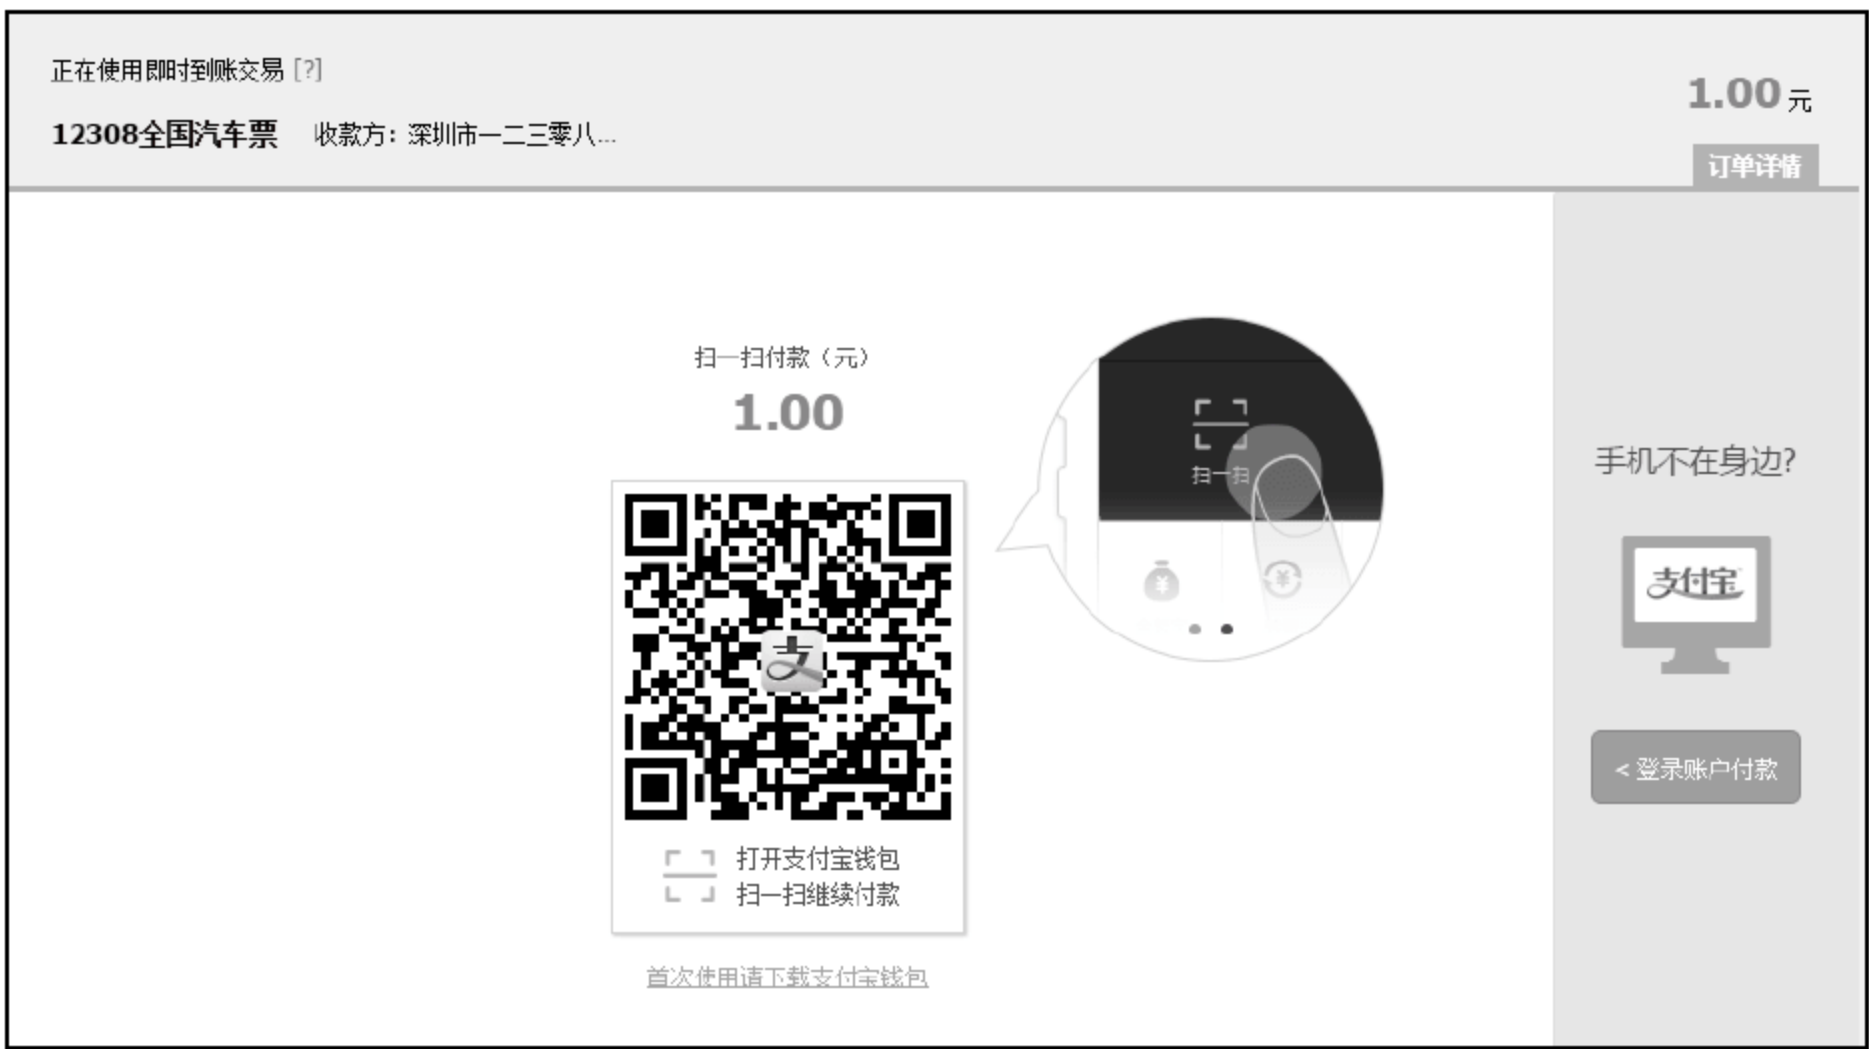 正在使用即时到账交易 [?]
12308全国汽车票 收款方：深圳市一二三零八...
1.00 元
订单详情
扫一扫付款（元）
1.00
扫一扫
支
打开支付宝钱包
扫一扫继续付款
首次使用请下载支付宝钱包
手机不在身边?
支付宝
< 登录账户付款